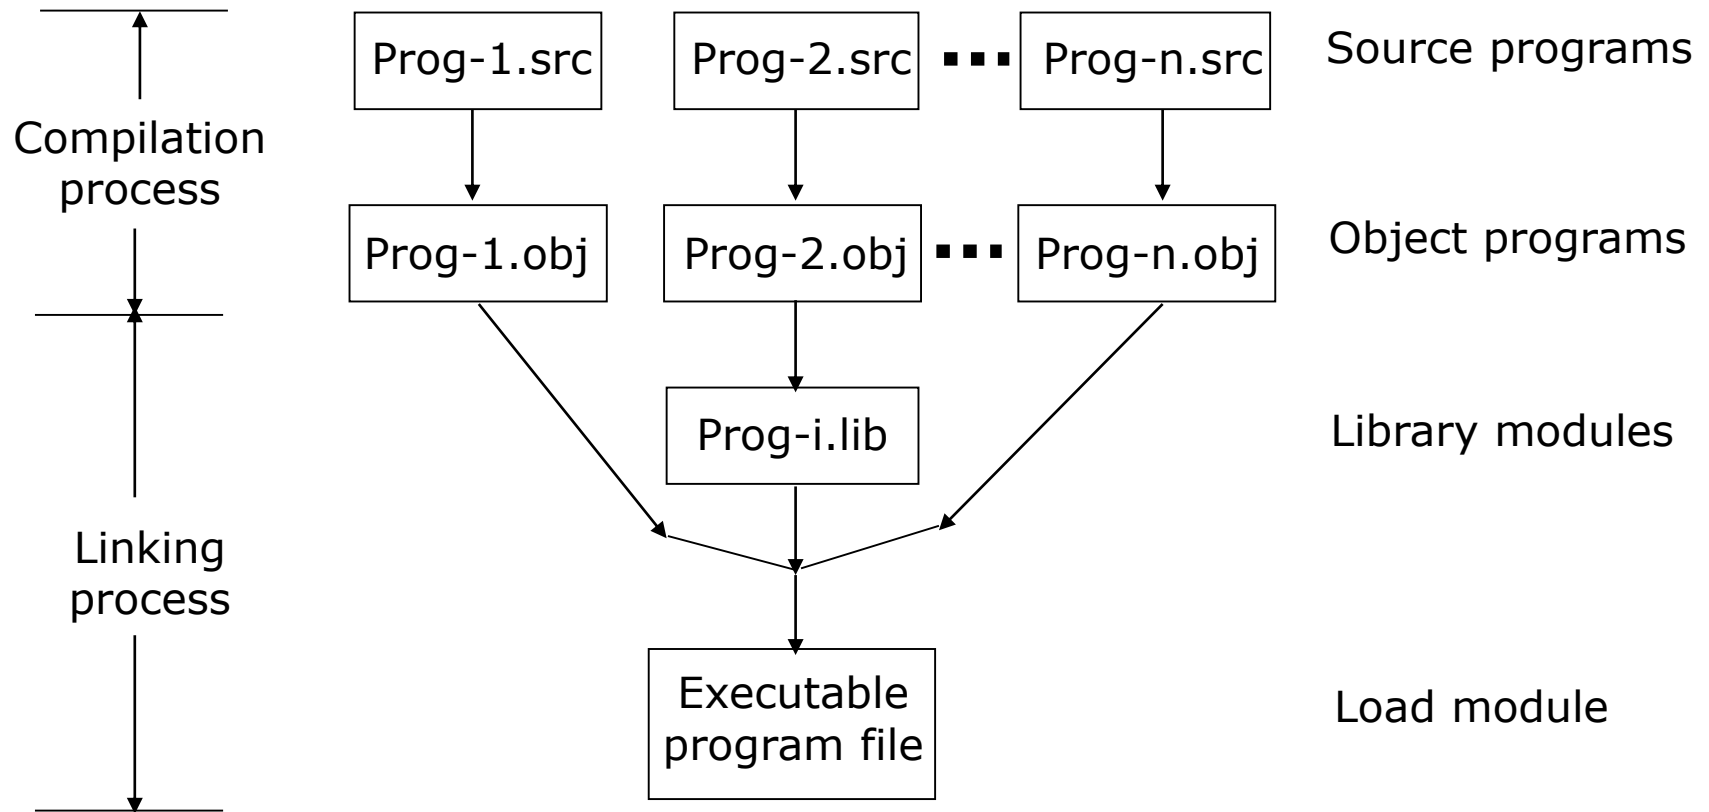 Prog-1.src
Prog-2.src
Prog-n.src
Source programs
Compilation
process
Prog-1.obj
Prog-2.obj
Prog-n.obj
Object programs
Prog-i.lib
Library modules
Linking
process
Executable
program file
Load module